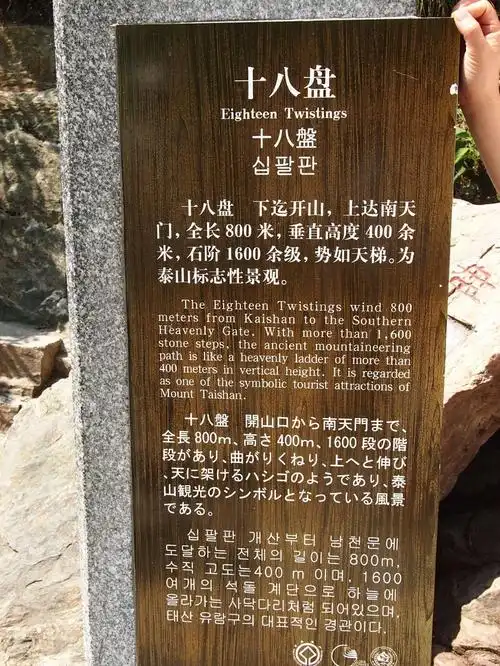 十八盘
Eighteen Twistings
十八盤
십팔판
十八盘 下迄开山，上达南天
门，全长800米，垂直高度400余
米，石阶1600余级，势如天梯。为
泰山标志性景观。
The Eighteen Twistings wind 800
meters from Kaishan to the Southern
Heavenly Gate. With more than 1,600
stone steps, the ancient mountaineering
path is like a heavenly ladder of more than
400 meters in vertical height. It is regarded
as one of the symbolic tourist attractions of
Mount Taishan.
十八盤 開山口から南天門まで、
全長800m、高さ400m、1600段の階
段があり、曲がりくねり、上へと伸び
、天に架けるハシゴのようであり、泰
山観光のシンボルとなっている風景
である。
십팔판 개산부터 낭천문에
도달하는 전체의 길이는 800m,
수직 고도는400 m 이며, 1600
여개의 석돌 계단으로 하늘에
올라가는 사닥다리처럼 되어있으며,
태산 유람구의 대표적인 경관이다.